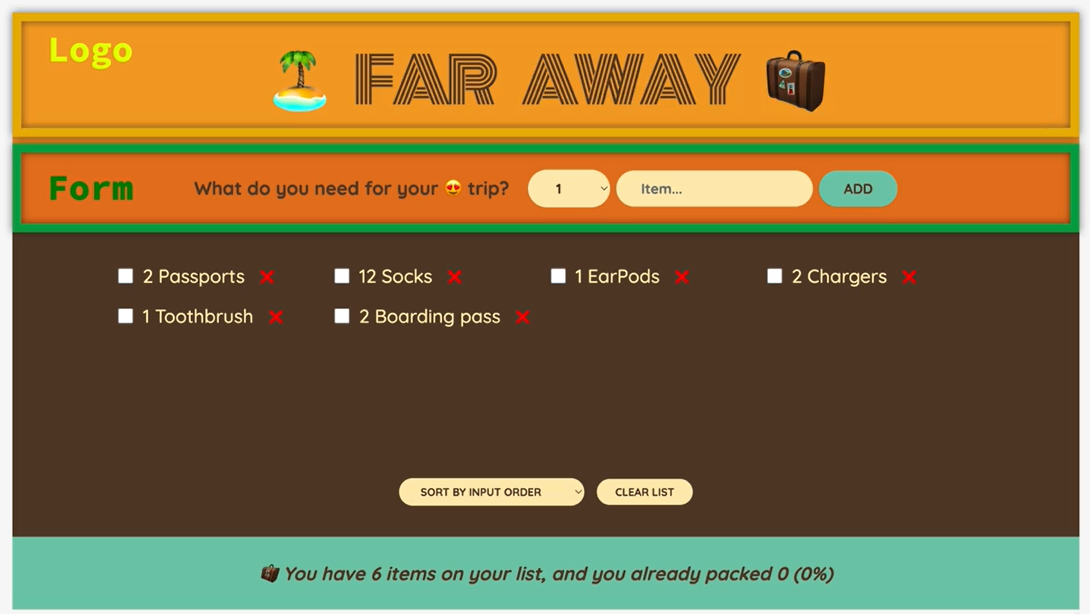 Logo
🏝️ FAR AWAY 🧳
Form What do you need for your 😍 trip? 1 Item... ADD
2 Passports ❌ 12 Socks ❌ 1 EarPods ❌ 2 Chargers ❌
1 Toothbrush ❌ 2 Boarding pass ❌
SORT BY INPUT ORDER CLEAR LIST
🧳 You have 6 items on your list, and you already packed 0 (0%)